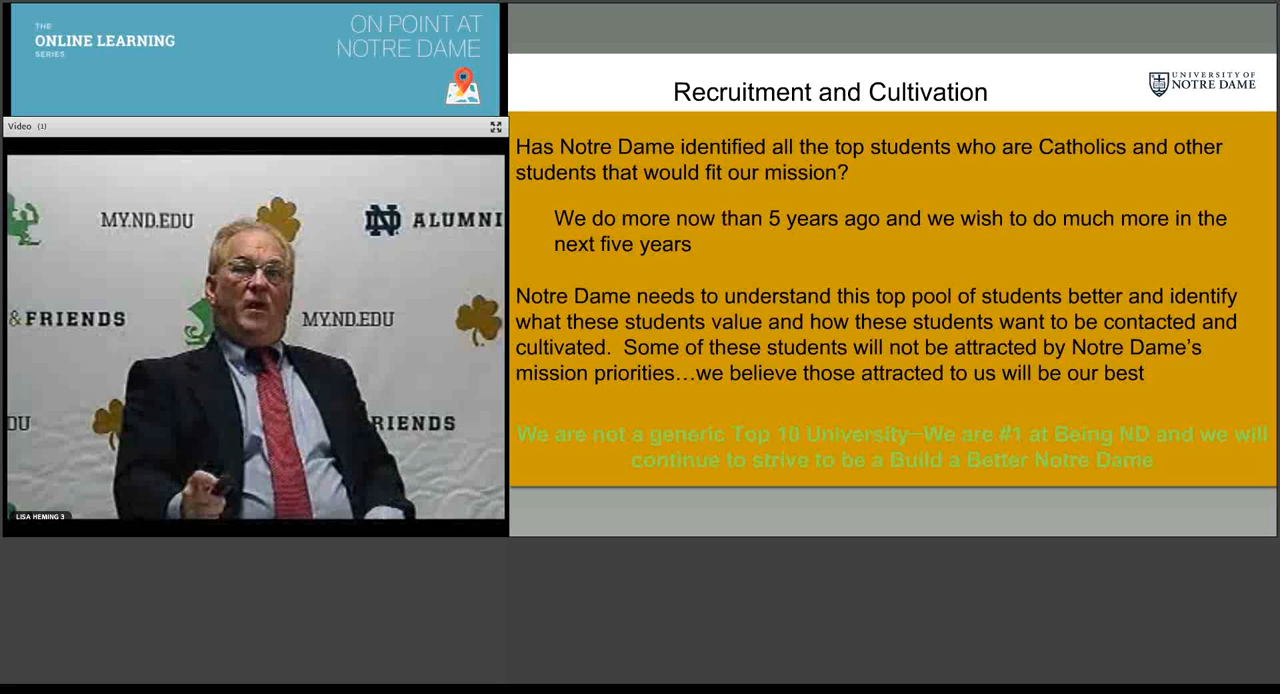 THE
ONLINE LEARNING
SERIES
ON POINT AT
NOTRE DAME
Video (1)
MY.ND.EDU
ND ALUMNI
& FRIENDS
MY.ND.EDU
DU
RIENDS
LISA HEMING 3
Recruitment and Cultivation
UNIVERSITY OF
NOTRE DAME
Has Notre Dame identified all the top students who are Catholics and other
students that would fit our mission?
We do more now than 5 years ago and we wish to do much more in the
next five years
Notre Dame needs to understand this top pool of students better and identify
what these students value and how these students want to be contacted and
cultivated. Some of these students will not be attracted by Notre Dame's
mission priorities…we believe those attracted to us will be our best
We are not a generic Top 10 University–We are #1 at Being ND and we will
continue to strive to be a Build a Better Notre Dame